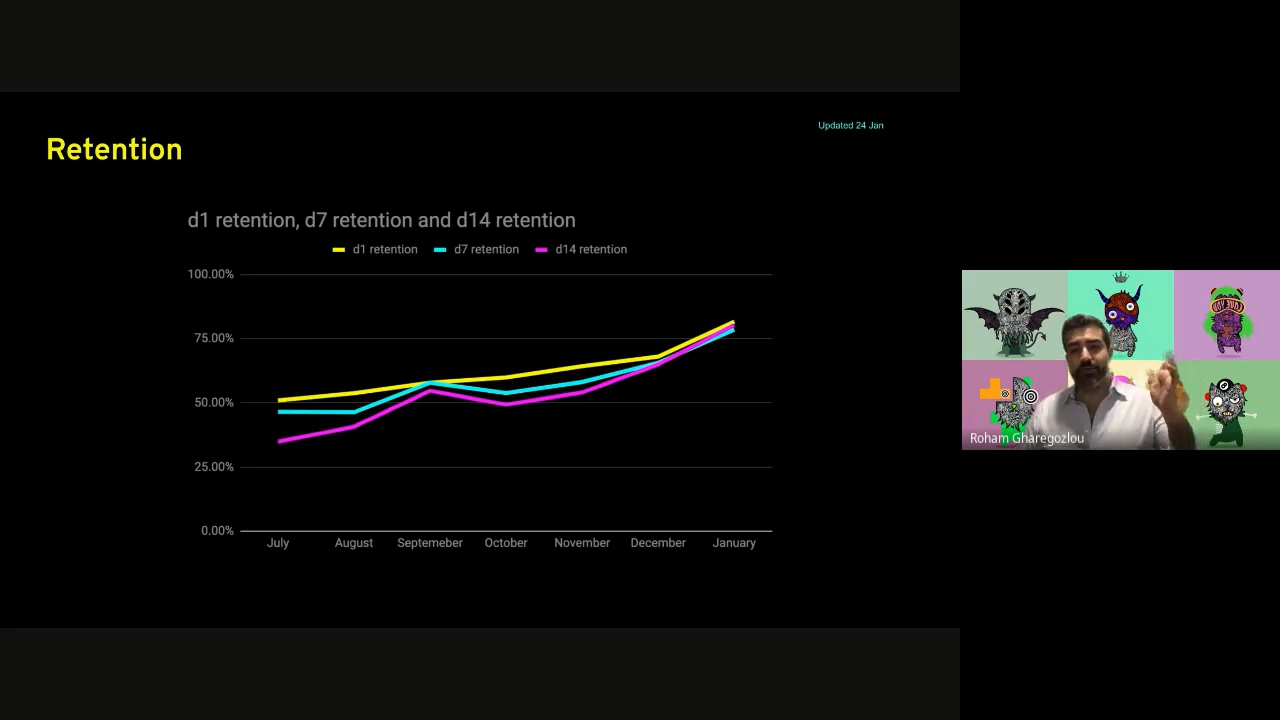 Updated 24 Jan
Retention
d1 retention, d7 retention and d14 retention
d1 retention d7 retention d14 retention
100.00%
75.00%
50.00%
25.00%
0.00%
July August Septemeber October November December January
Roham Gharegozlou